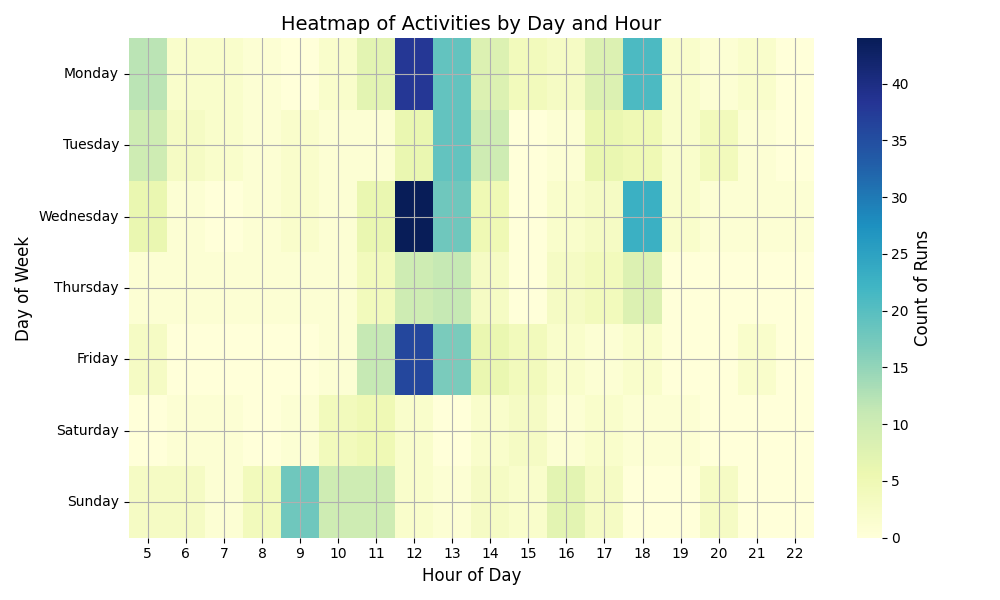 Heatmap of Activities by Day and Hour
Day of Week
Monday
Tuesday
Wednesday
Thursday
Friday
Saturday
Sunday
5 6 7 8 9 10 11 12 13 14 15 16 17 18 19 20 21 22
Hour of Day
40
35
30
25
20
15
10
5
0
Count of Runs